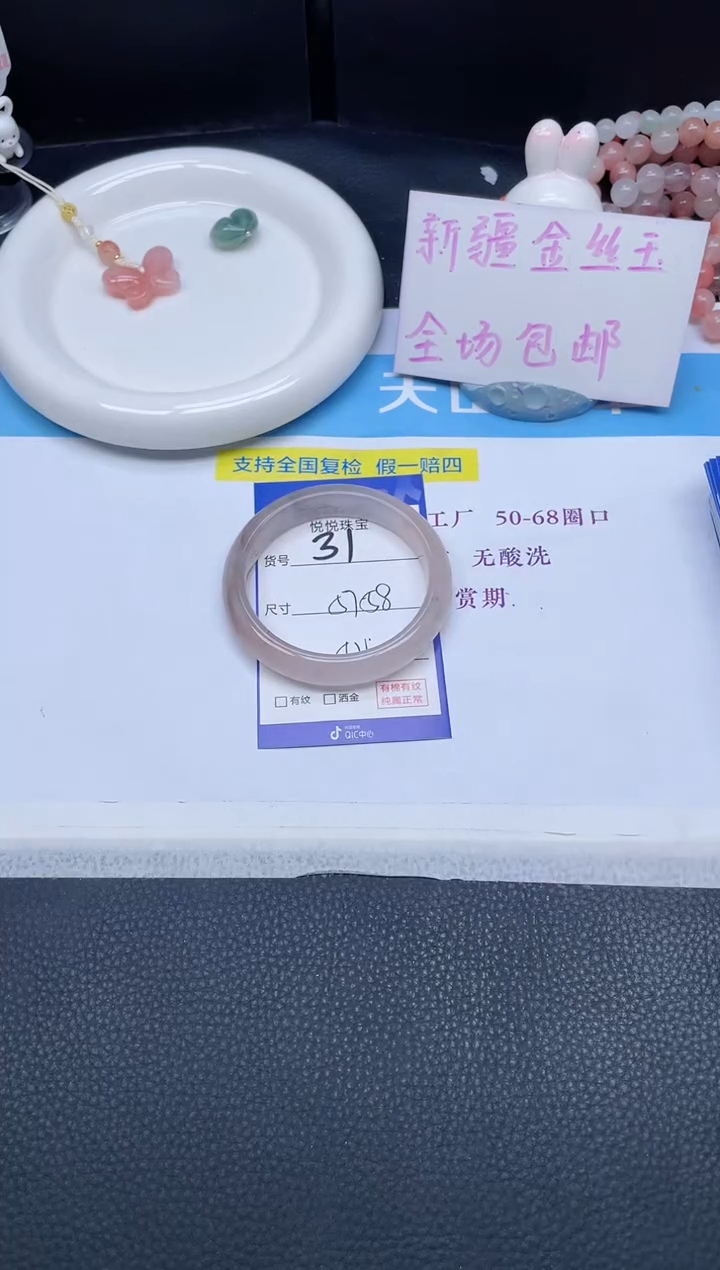 新疆金丝玉
全场包邮
支持全国复检 假一赔四
工厂 50-68圈口
无酸洗
赏期.
悦悦珠宝
货号 31
尺寸 5758
有纹 洒金
有棉有纹
纯属正常
QIC中心